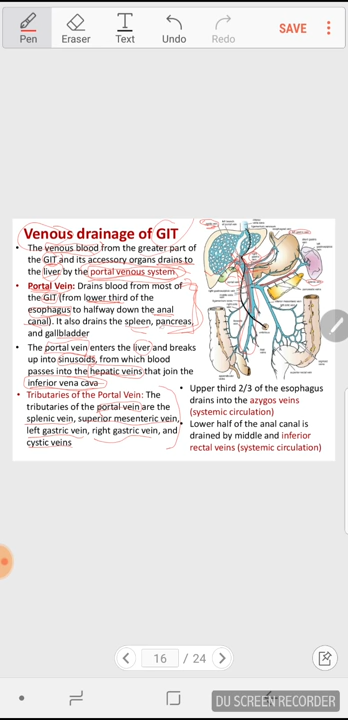 SAVE
Pen
Eraser
Text
Undo
Redo
Venous drainage of GIT
• The venous blood from the greater part of
the GIT and its accessory organs drains to
the liver by the portal venous system.
• Portal Vein: Drains blood from most of
the GIT (from lower third of the
esophagus to halfway down the anal
canal). It also drains the spleen, pancreas,
and gallbladder
• The portal vein enters the liver and breaks
up into sinusoids, from which blood
passes into the hepatic veins that join the
inferior vena cava
• Tributaries of the Portal Vein: The
tributaries of the portal vein are the
splenic vein, superior mesenteric vein,
left gastric vein, right gastric vein, and
cystic veins
• Upper third 2/3 of the esophagus
drains into the azygos veins
(systemic circulation)
• Lower half of the anal canal is
drained by middle and inferior
rectal veins (systemic circulation)
16 / 24
DU SCREEN RECORDER